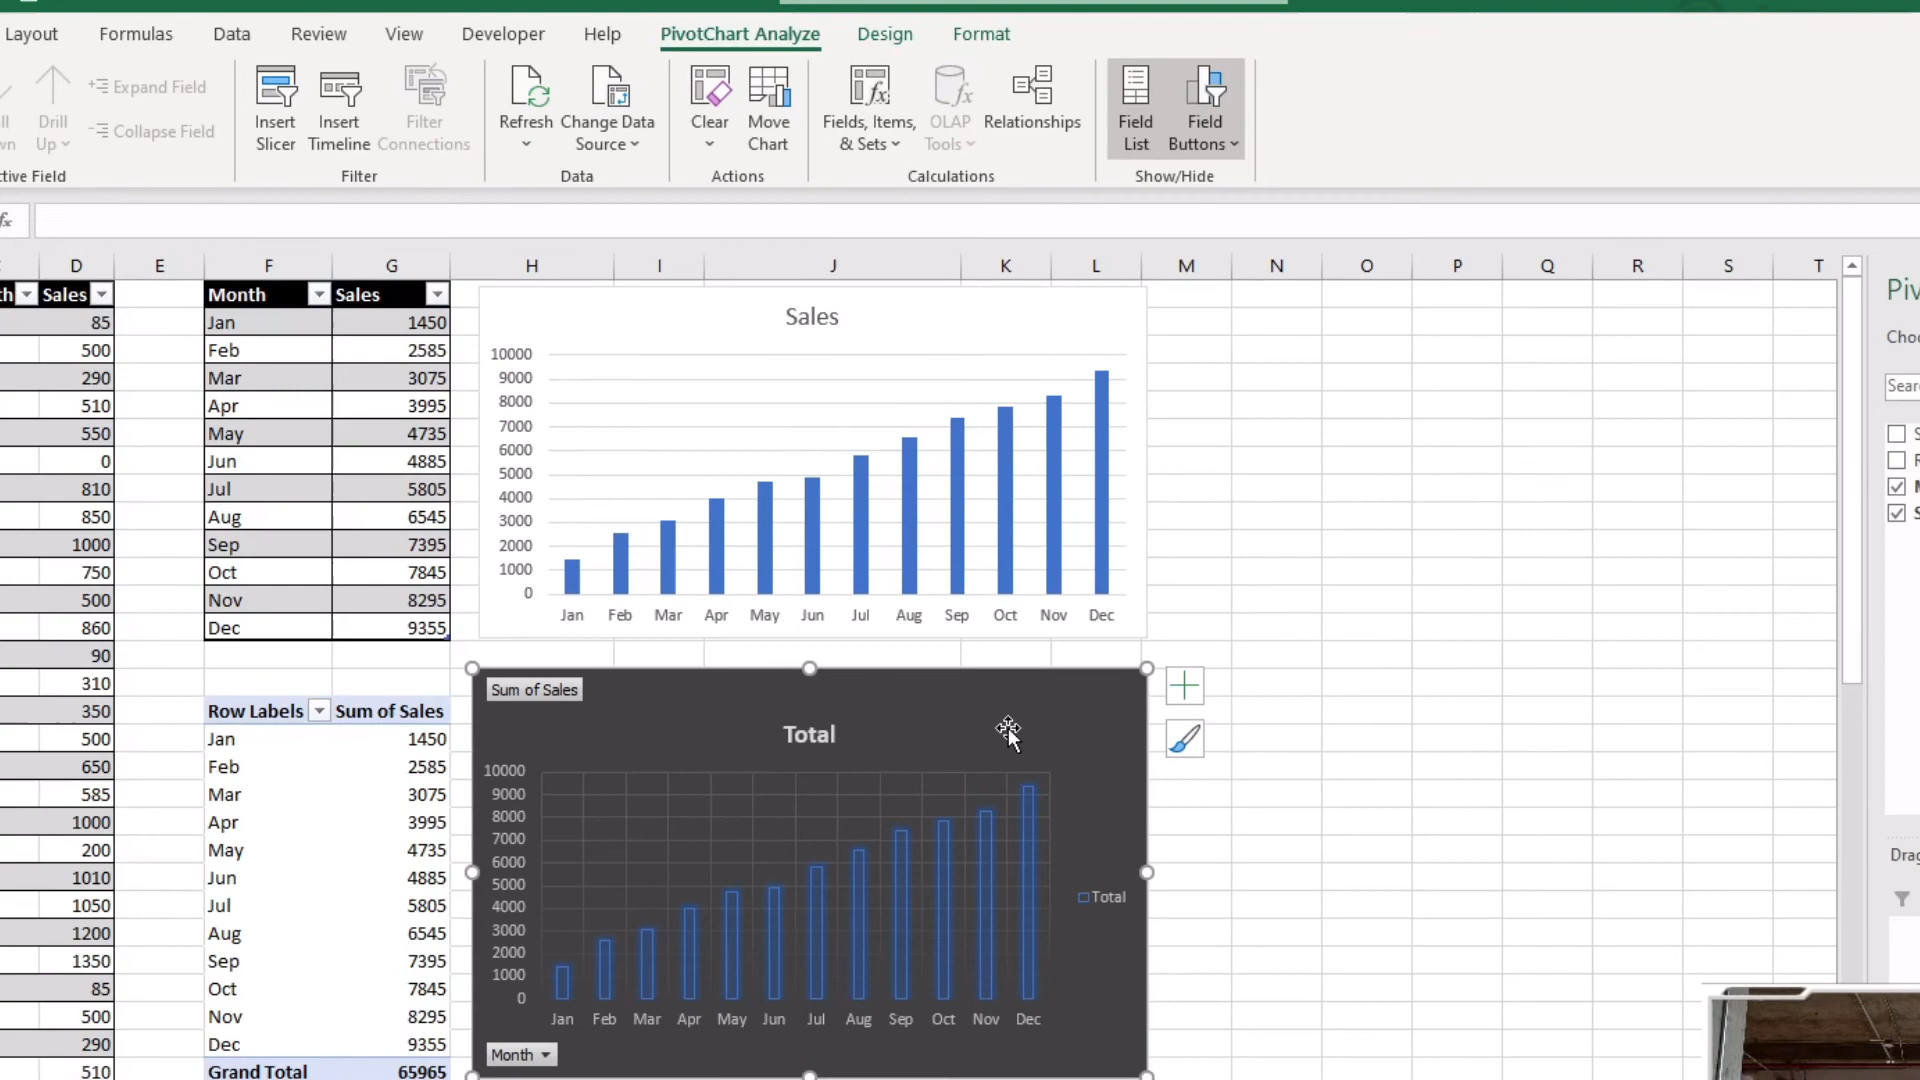 Layout Formulas Data Review View Developer Help PivotChart Analyze Design Format
Expand Field
Collapse Field
Drill Up
Insert Slicer
Insert Timeline
Filter Connections
Refresh
Change Data Source
Clear
Move Chart
Fields, Items, & Sets
OLAP Tools
Relationships
Field List
Field Buttons
Field Filter Data Actions Calculations Show/Hide
fx
D E F G H I J K L M N O P Q R S T
Sales Month Sales
85 Jan 1450
500 Feb 2585
290 Mar 3075
510 Apr 3995
550 May 4735
0 Jun 4885
810 Jul 5805
850 Aug 6545
1000 Sep 7395
750 Oct 7845
500 Nov 8295
860 Dec 9355
90
310
350 Row Labels Sum of Sales
500 Jan 1450
650 Feb 2585
585 Mar 3075
1000 Apr 3995
200 May 4735
1010 Jun 4885
1050 Jul 5805
1200 Aug 6545
1350 Sep 7395
85 Oct 7845
500 Nov 8295
290 Dec 9355
510 Grand Total 65965
Sales
10000
9000
8000
7000
6000
5000
4000
3000
2000
1000
0
Jan Feb Mar Apr May Jun Jul Aug Sep Oct Nov Dec
Sum of Sales
Total
10000
9000
8000
7000
6000
5000
4000
3000
2000
1000
0
Jan Feb Mar Apr May Jun Jul Aug Sep Oct Nov Dec
Total
Month